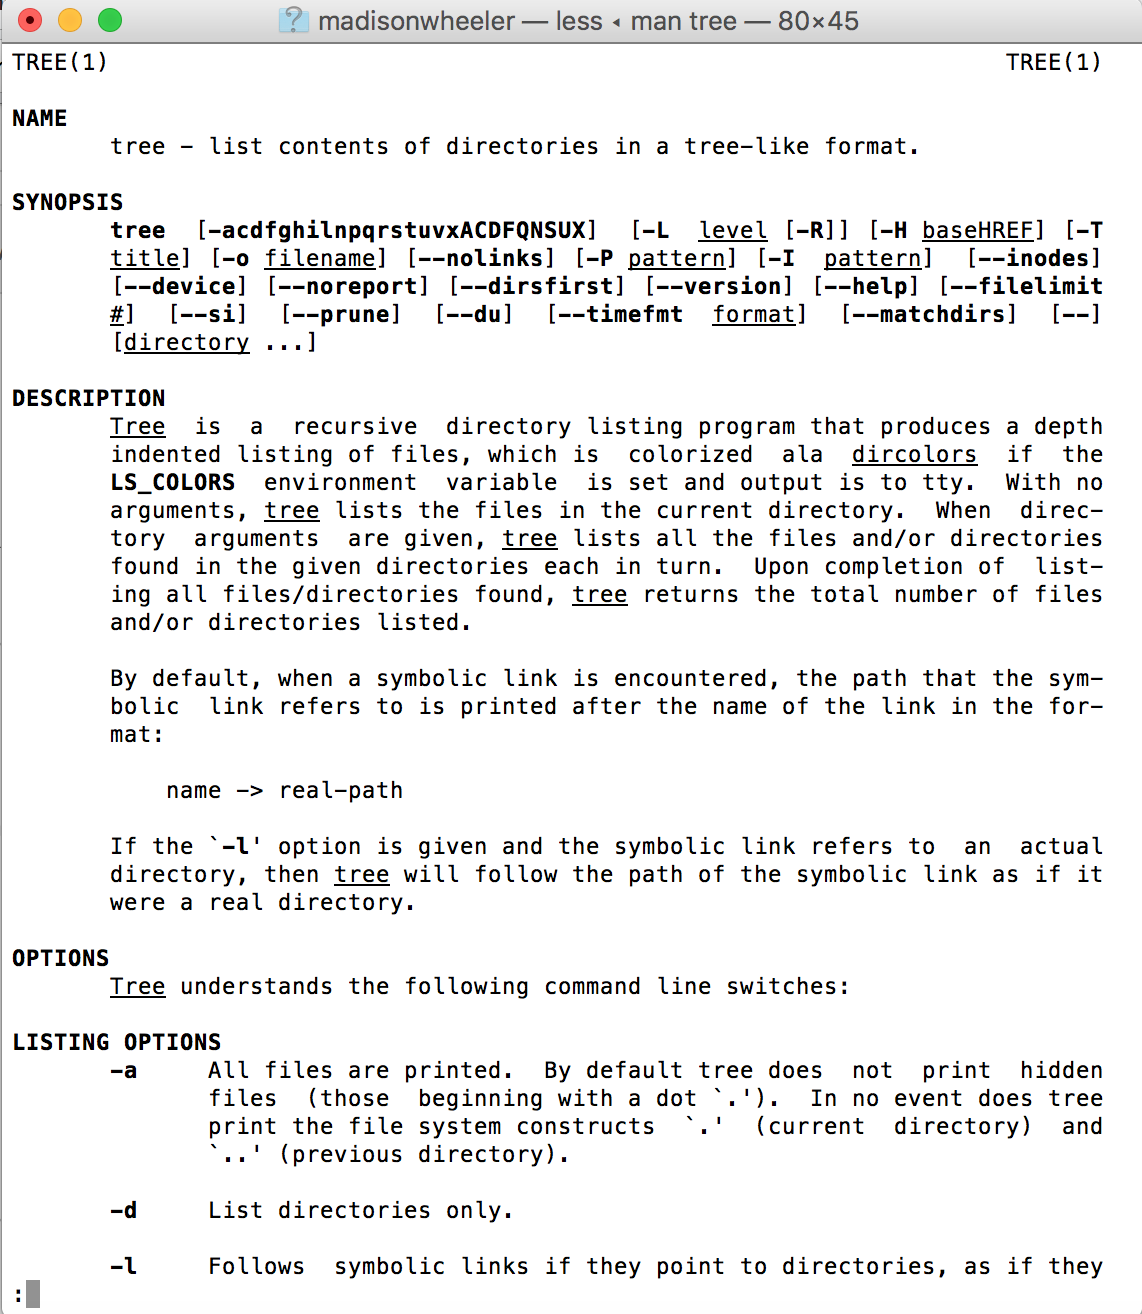 madisonwheeler — less ◂ man tree — 80×45
TREE(1) TREE(1)
NAME
tree - list contents of directories in a tree-like format.
SYNOPSIS
tree [-acdfghilnpqrstuvxACDFQNSUX] [-L level [-R]] [-H baseHREF] [-T
title] [-o filename] [--nolinks] [-P pattern] [-I pattern] [--inodes]
[--device] [--noreport] [--dirsfirst] [--version] [--help] [--filelimit
#] [--si] [--prune] [--du] [--timefmt format] [--matchdirs] [--]
[directory ...]
DESCRIPTION
Tree is a recursive directory listing program that produces a depth
indented listing of files, which is colorized ala dircolors if the
LS_COLORS environment variable is set and output is to tty. With no
arguments, tree lists the files in the current directory. When direc-
tory arguments are given, tree lists all the files and/or directories
found in the given directories each in turn. Upon completion of list-
ing all files/directories found, tree returns the total number of files
and/or directories listed.
By default, when a symbolic link is encountered, the path that the sym-
bolic link refers to is printed after the name of the link in the for-
mat:
name -> real-path
If the `-l' option is given and the symbolic link refers to an actual
directory, then tree will follow the path of the symbolic link as if it
were a real directory.
OPTIONS
Tree understands the following command line switches:
LISTING OPTIONS
-a All files are printed. By default tree does not print hidden
files (those beginning with a dot `.'). In no event does tree
print the file system constructs `.' (current directory) and
`..' (previous directory).
-d List directories only.
-l Follows symbolic links if they point to directories, as if they
: